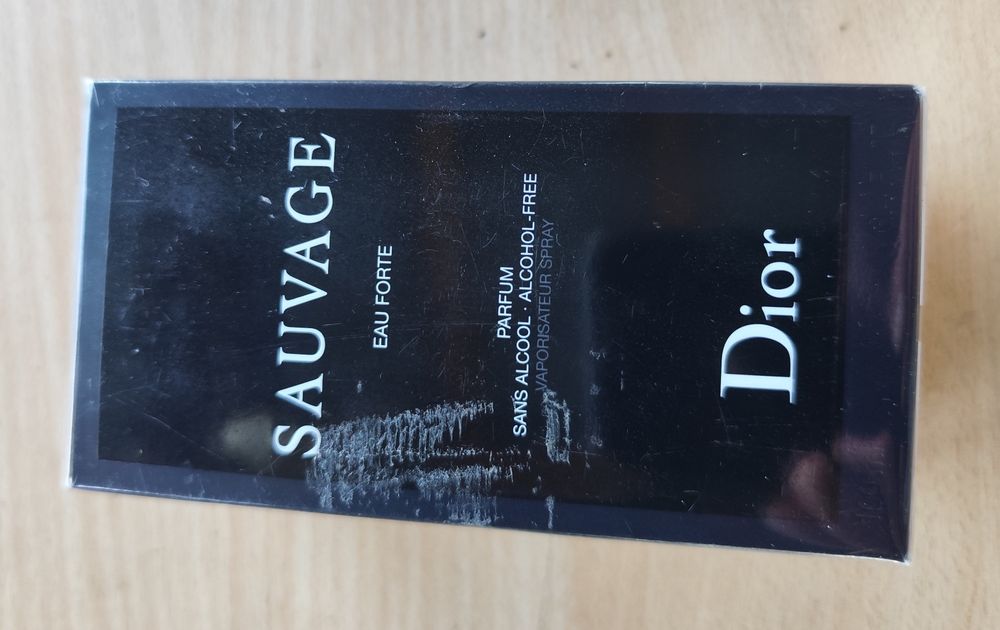 SAUVAGE
EAU FORTE
PARFUM
SANS ALCOOL · ALCOHOL-FREE
VAPORISATEUR SPRAY
Dior